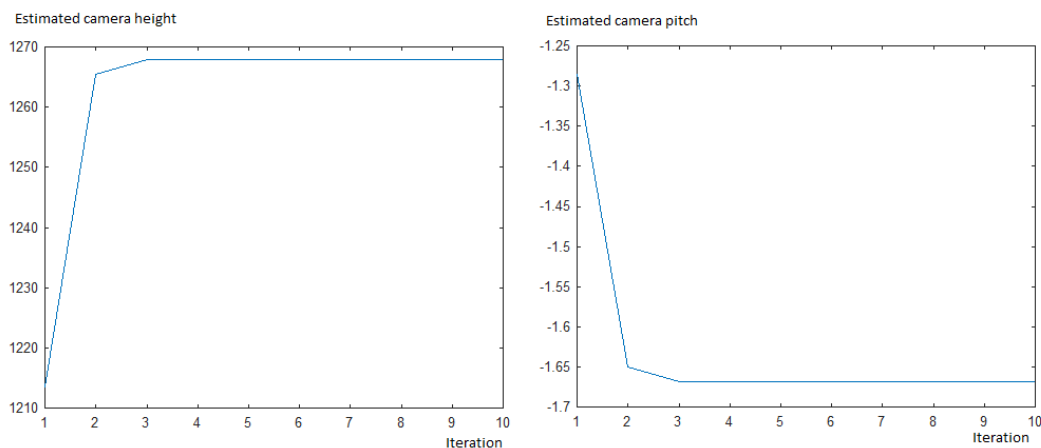 Estimated camera height
1270
1260
1250
1240
1230
1220
1210
1 2 3 4 5 6 7 8 9 10
Iteration
Estimated camera pitch
-1.25
-1.3
-1.35
-1.4
-1.45
-1.5
-1.55
-1.6
-1.65
-1.7
1 2 3 4 5 6 7 8 9 10
Iteration